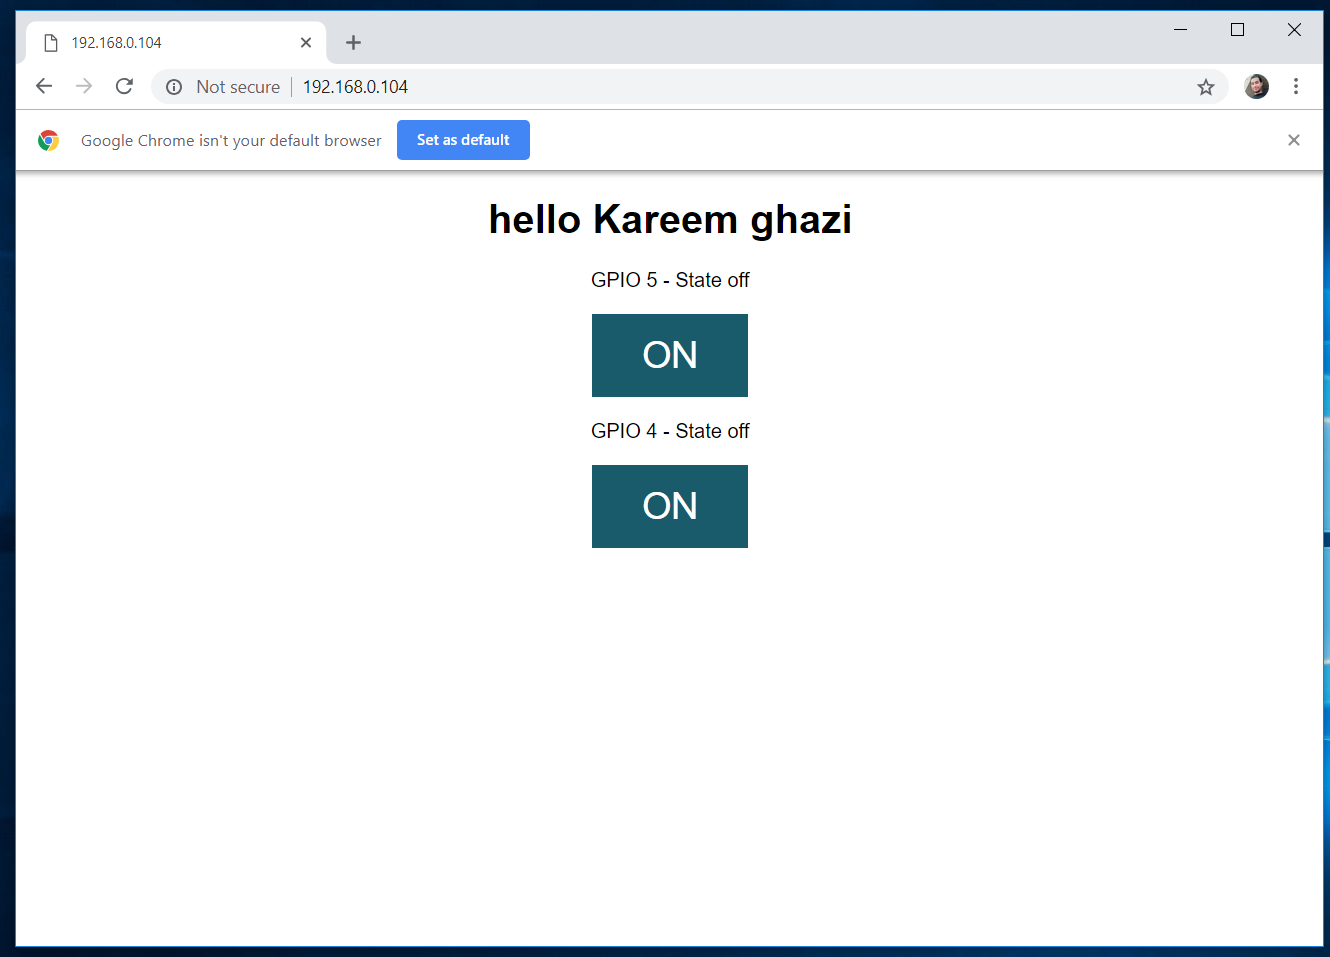 192.168.0.104
Not secure 192.168.0.104
Google Chrome isn't your default browser Set as default
hello Kareem ghazi
GPIO 5 - State off
ON
GPIO 4 - State off
ON